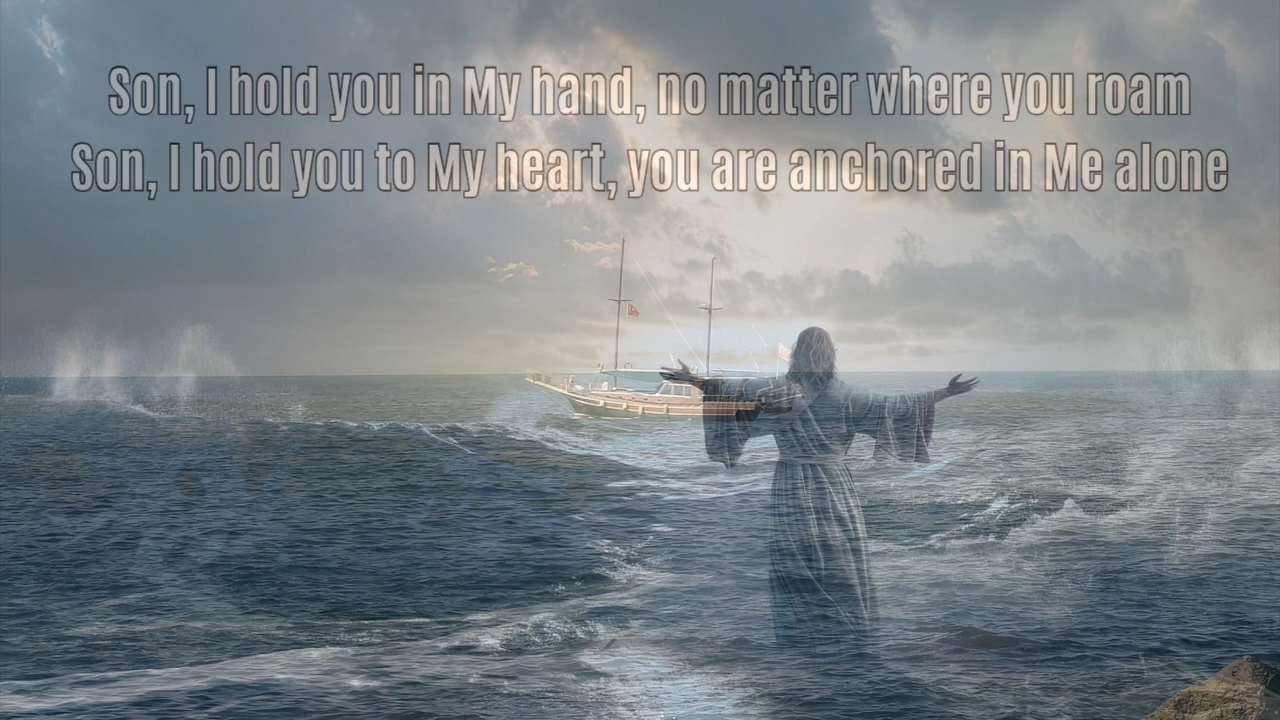 Son, I hold you in My hand, no matter where you roam
Son, I hold you to My heart, you are anchored in Me alone